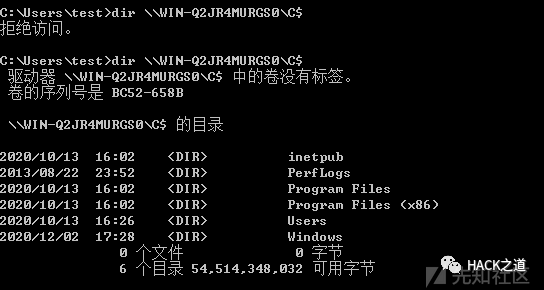 C:\Users\test>dir \\WIN-Q2JR4MURGS0\C$
拒绝访问。
C:\Users\test>dir \\WIN-Q2JR4MURGS0\C$
驱动器 \\WIN-Q2JR4MURGS0\C$ 中的卷没有标签。
卷的序列号是 BC52-658B
\\WIN-Q2JR4MURGS0\C$ 的目录
2020/10/13  16:02    <DIR>          inetpub
2013/08/22  23:52    <DIR>          PerfLogs
2020/10/13  16:02    <DIR>          Program Files
2020/10/13  16:02    <DIR>          Program Files (x86)
2020/10/13  16:26    <DIR>          Users
2020/12/02  17:28    <DIR>          Windows
0 个文件              0 字节
6 个目录 54,514,348,032 可用字节
HACK之道
先知社区